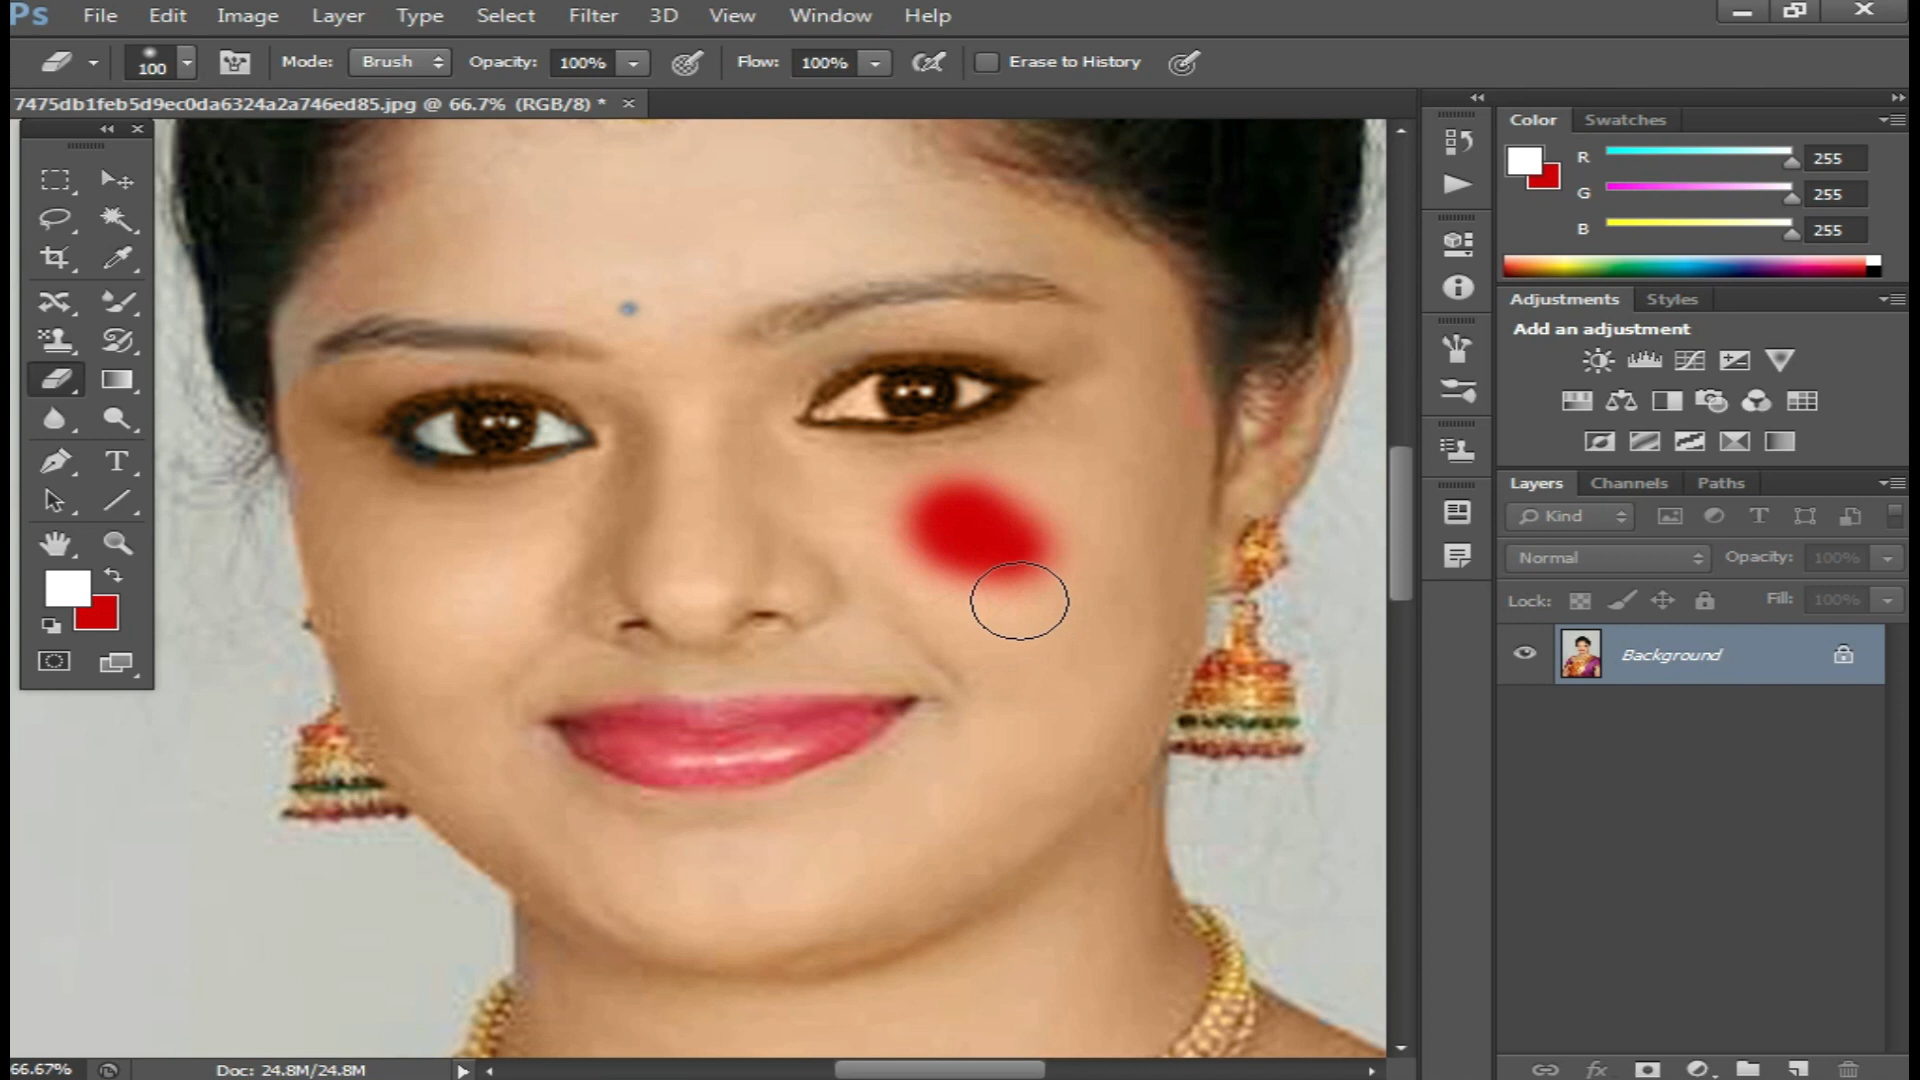 Ps File Edit Image Layer Type Select Filter 3D View Window Help
100 Mode: Brush Opacity: 100% Flow: 100% Erase to History
7475db1feb5d9ec0da6324a2a746ed85.jpg @ 66.7% (RGB/8) *
Color Swatches
R 255
G 255
B 255
Adjustments Styles
Add an adjustment
T
Layers Channels Paths
Kind T
Normal Opacity: 100%
Lock: Fill: 100%
Background
fx
66.67% Doc: 24.8M/24.8M